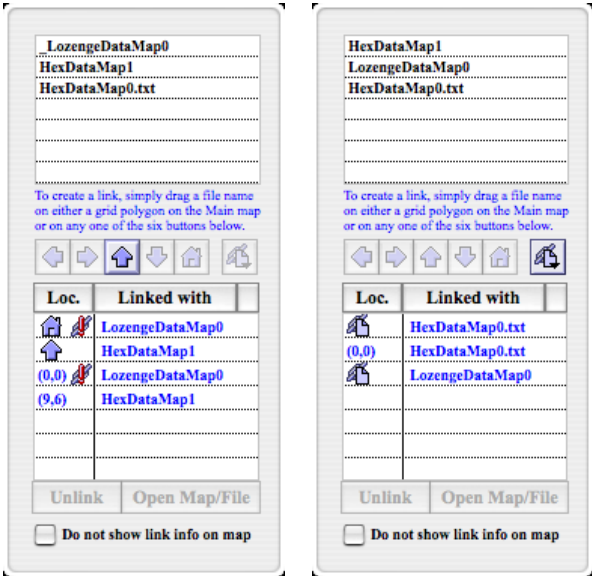 _LozengeDataMap0
HexDataMap1
HexDataMap0.txt
To create a link, simply drag a file name
on either a grid polygon on the Main map
or on any one of the six buttons below.
Loc. Linked with
LozengeDataMap0
HexDataMap1
(0,0) LozengeDataMap0
(9,6) HexDataMap1
Unlink Open Map/File
Do not show link info on map
HexDataMap1
LozengeDataMap0
HexDataMap0.txt
To create a link, simply drag a file name
on either a grid polygon on the Main map
or on any one of the six buttons below.
Loc. Linked with
HexDataMap0.txt
(0,0) HexDataMap0.txt
LozengeDataMap0
Unlink Open Map/File
Do not show link info on map